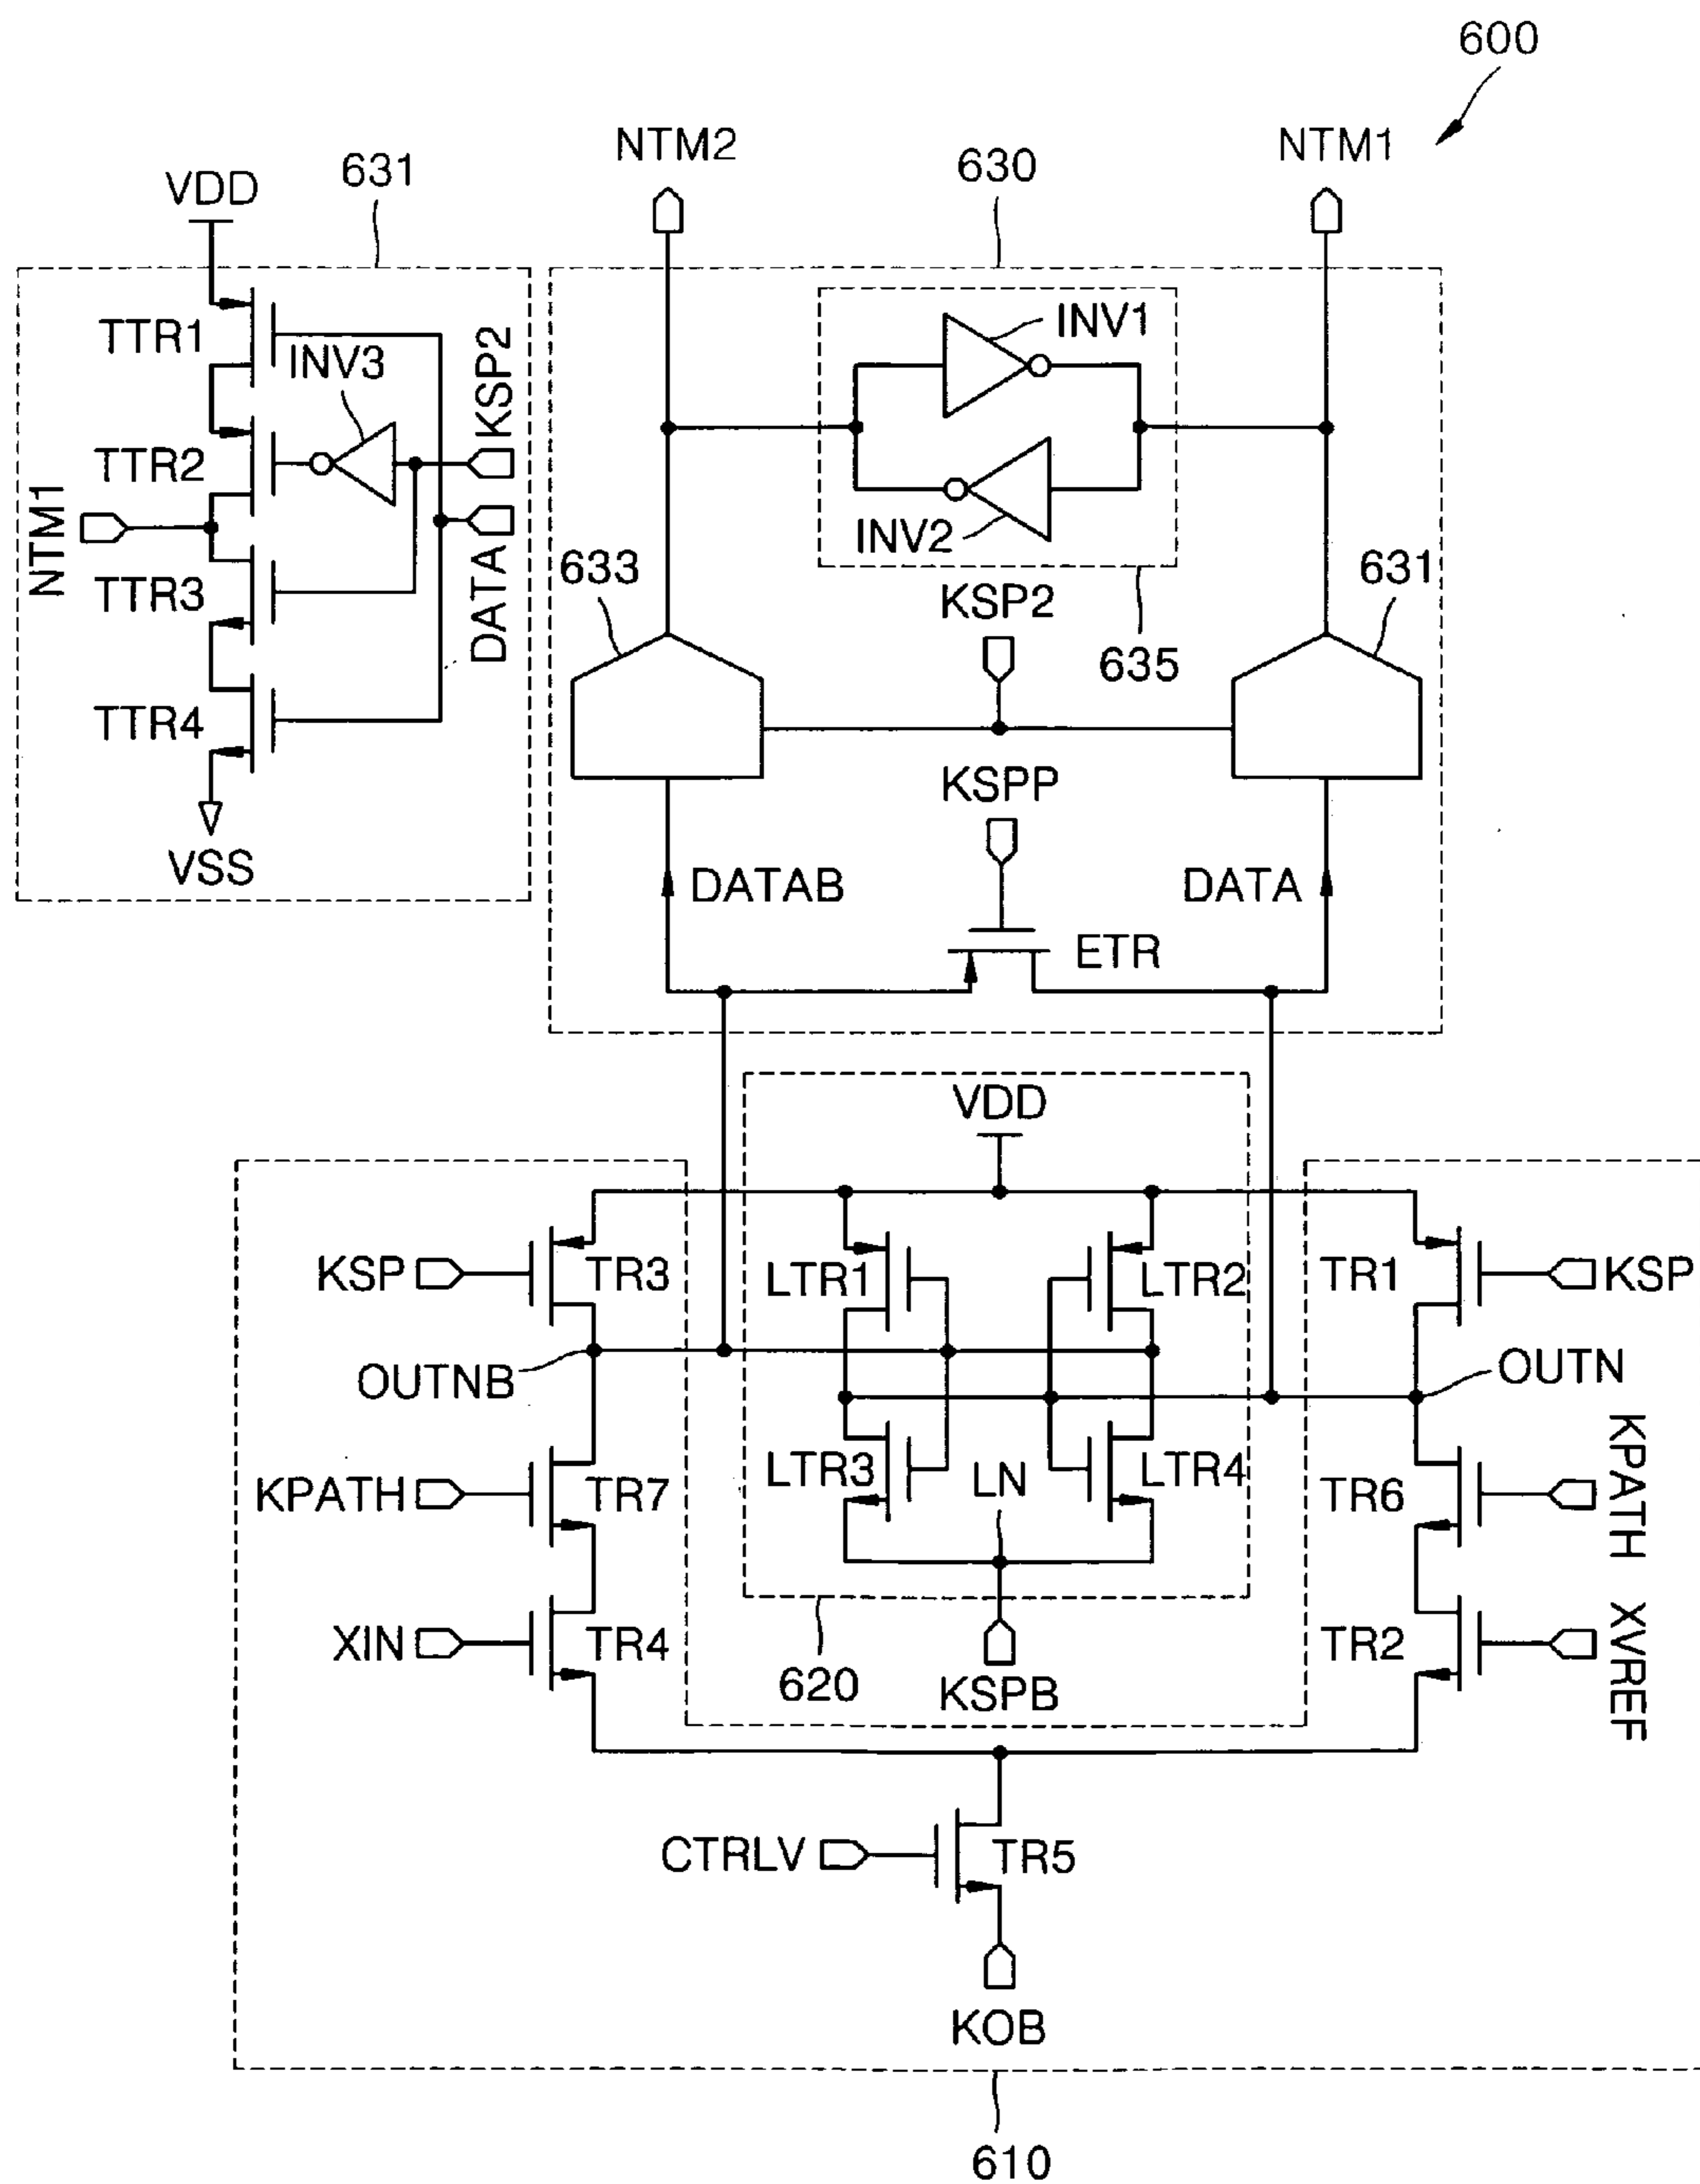 600
NTM2
630
NTM1
631
VDD
INV1
TTR1
INV3
KSP2
TTR2
INV2
NTM1
DATA
633
KSP2
631
TTR3
635
TTR4
KSPP
VSS
DATAB
DATA
ETR
VDD
KSP
TR3
LTR1
LTR2
TR1
KSP
OUTNB
OUTN
KPATH
TR7
LTR3
LN
LTR4
TR6
KPATH
XIN
TR4
620
KSPB
TR2
XVREF
CTRLV
TR5
KOB
610